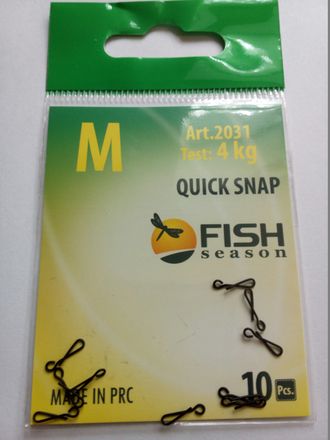 M
Art.2031
Test: 4 kg
QUICK SNAP
FISH
season
MADE IN PRC
10 Pcs.